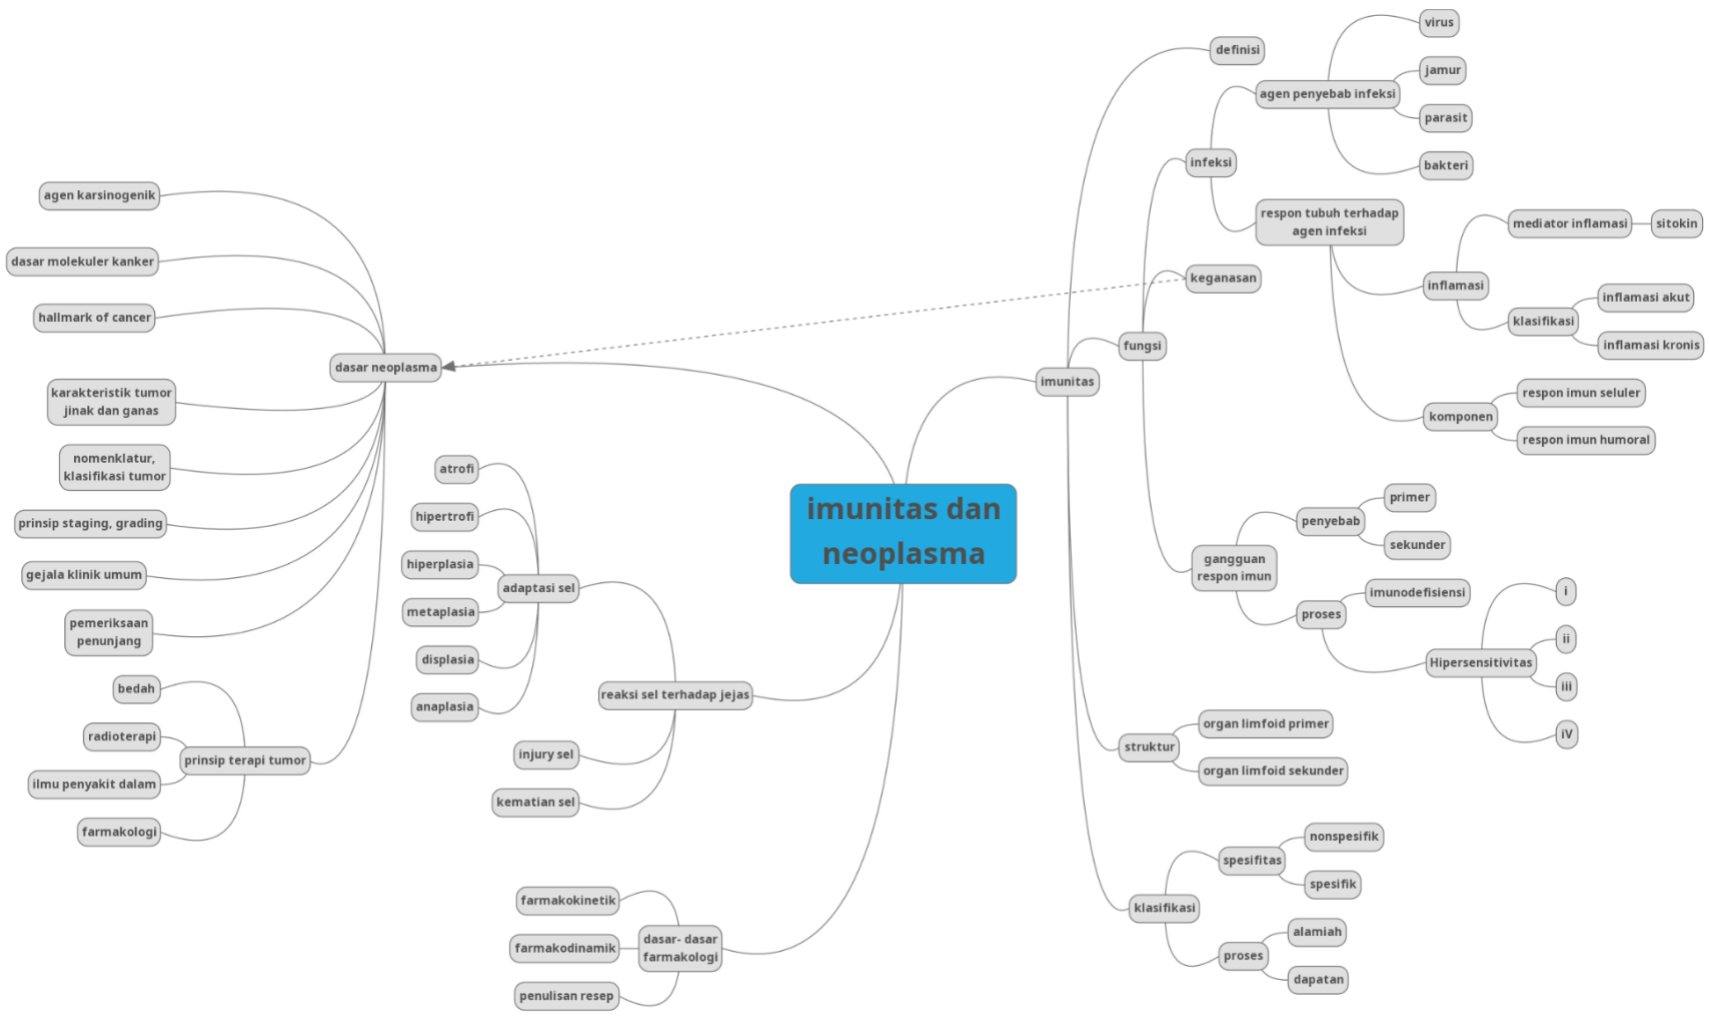 imunitas dan
neoplasma
imunitas
definisi
fungsi
infeksi
agen penyebab infeksi
virus
jamur
parasit
bakteri
respon tubuh terhadap
agen infeksi
inflamasi
mediator inflamasi
sitokin
klasifikasi
inflamasi akut
inflamasi kronis
komponen
respon imun seluler
respon imun humoral
keganasan
gangguan
respon imun
penyebab
primer
sekunder
proses
imunodefisiensi
Hipersensitivitas
i
ii
iii
iV
struktur
organ limfoid primer
organ limfoid sekunder
klasifikasi
spesifitas
nonspesifik
spesifik
proses
alamiah
dapatan
dasar neoplasma
agen karsinogenik
dasar molekuler kanker
hallmark of cancer
karakteristik tumor
jinak dan ganas
nomenklatur,
klasifikasi tumor
prinsip staging, grading
gejala klinik umum
pemeriksaan
penunjang
prinsip terapi tumor
bedah
radioterapi
ilmu penyakit dalam
farmakologi
reaksi sel terhadap jejas
adaptasi sel
atrofi
hipertrofi
hiperplasia
metaplasia
displasia
anaplasia
injury sel
kematian sel
dasar- dasar
farmakologi
farmakokinetik
farmakodinamik
penulisan resep